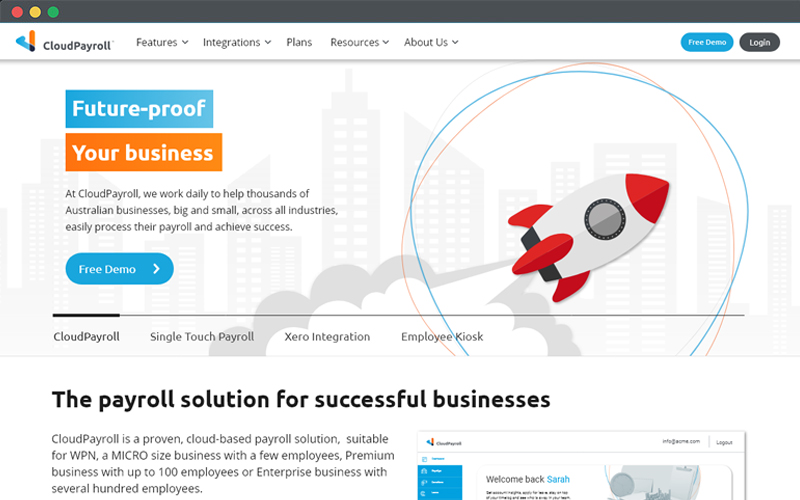 CloudPayroll
Features Integrations Plans Resources About Us
Free Demo Login
Future-proof
Your business
At CloudPayroll, we work daily to help thousands of
Australian businesses, big and small, across all industries,
easily process their payroll and achieve success.
Free Demo
CloudPayroll Single Touch Payroll Xero Integration Employee Kiosk
The payroll solution for successful businesses
CloudPayroll is a proven, cloud-based payroll solution, suitable
for WPN, a MICRO size business with a few employees, Premium
business with up to 100 employees or Enterprise business with
several hundred employees.
CloudPayroll
info@acme.com Logout
Welcome back Sarah